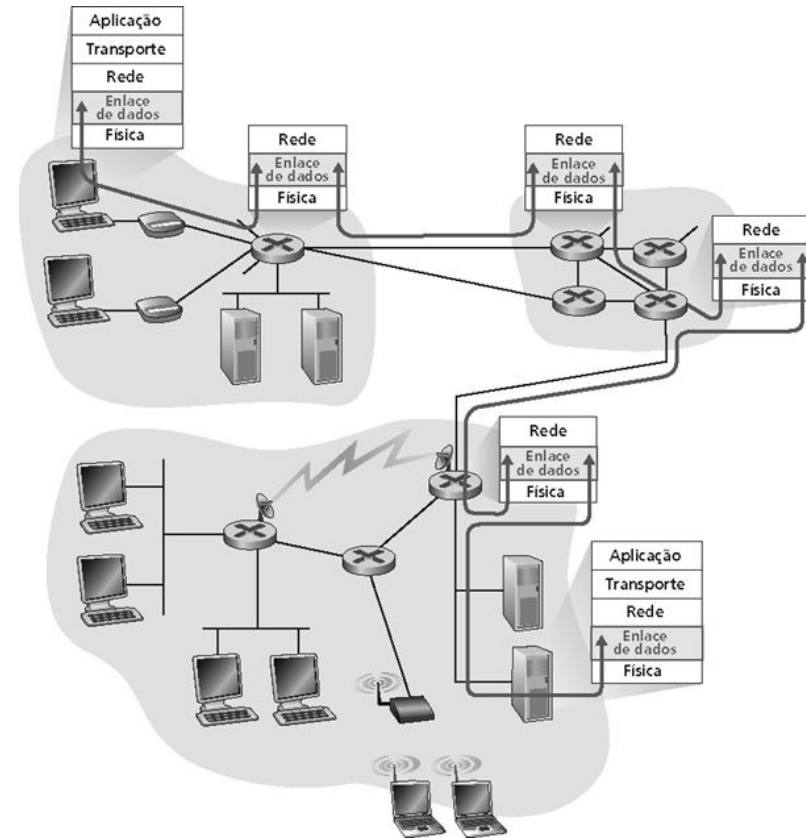 Aplicação
Transporte
Rede
Enlace
de dados
Física
Rede
Enlace
de dados
Física
Rede
Enlace
de dados
Física
Rede
Enlace
de dados
Física
Rede
Enlace
de dados
Física
Aplicação
Transporte
Rede
Enlace
de dados
Física